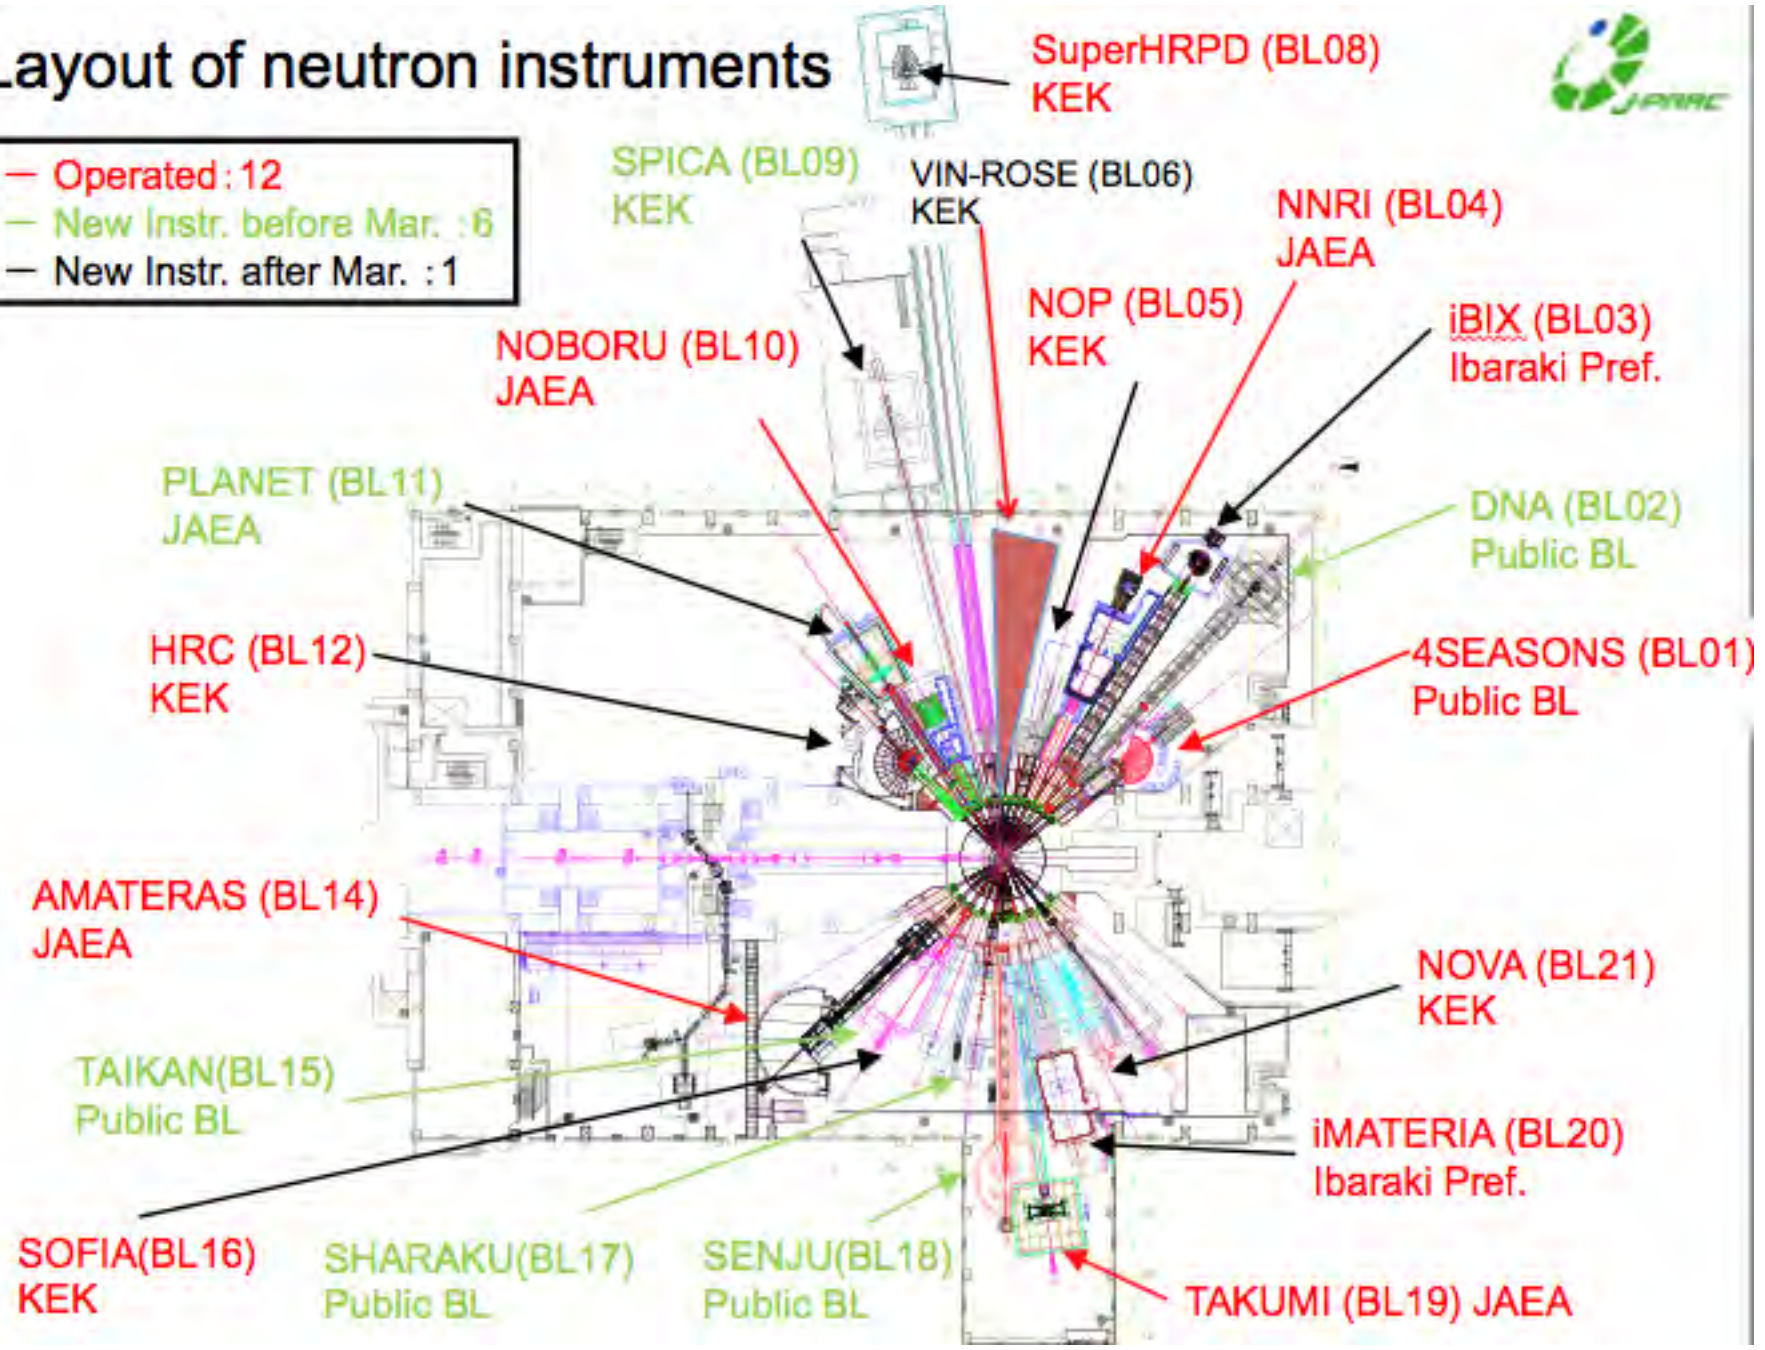 Layout of neutron instruments
J-PARC
— Operated : 12
— New Instr. before Mar. : 6
— New Instr. after Mar. : 1
SuperHRPD (BL08)
KEK
SPICA (BL09)
KEK
VIN-ROSE (BL06)
KEK
NNRI (BL04)
JAEA
NOP (BL05)
KEK
iBIX (BL03)
Ibaraki Pref.
NOBORU (BL10)
JAEA
PLANET (BL11)
JAEA
DNA (BL02)
Public BL
HRC (BL12)
KEK
4SEASONS (BL01)
Public BL
AMATERAS (BL14)
JAEA
NOVA (BL21)
KEK
TAIKAN(BL15)
Public BL
iMATERIA (BL20)
Ibaraki Pref.
SOFIA(BL16)
KEK
SHARAKU(BL17)
Public BL
SENJU(BL18)
Public BL
TAKUMI (BL19) JAEA